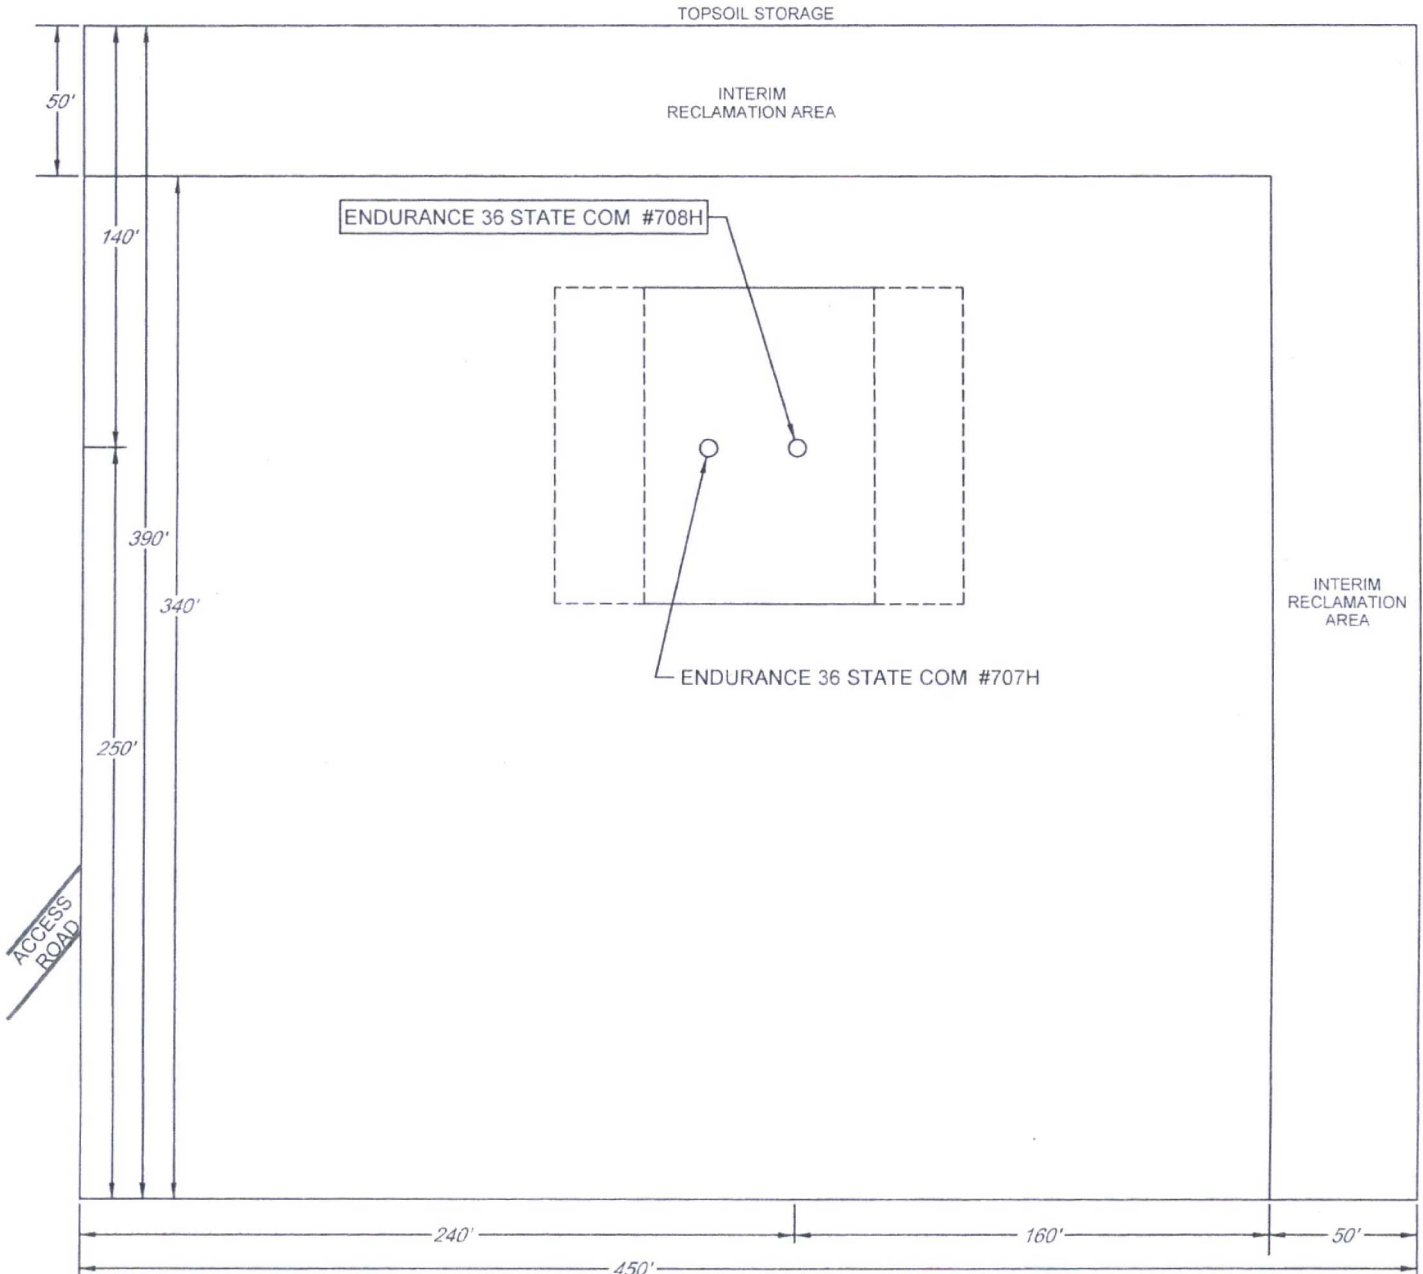 TOPSOIL STORAGE
50'
INTERIM
RECLAMATION AREA
ENDURANCE 36 STATE COM #708H
140'
390'
340'
INTERIM
RECLAMATION
AREA
ENDURANCE 36 STATE COM #707H
250'
ACCESS
ROAD
240'
160'
50'
450'